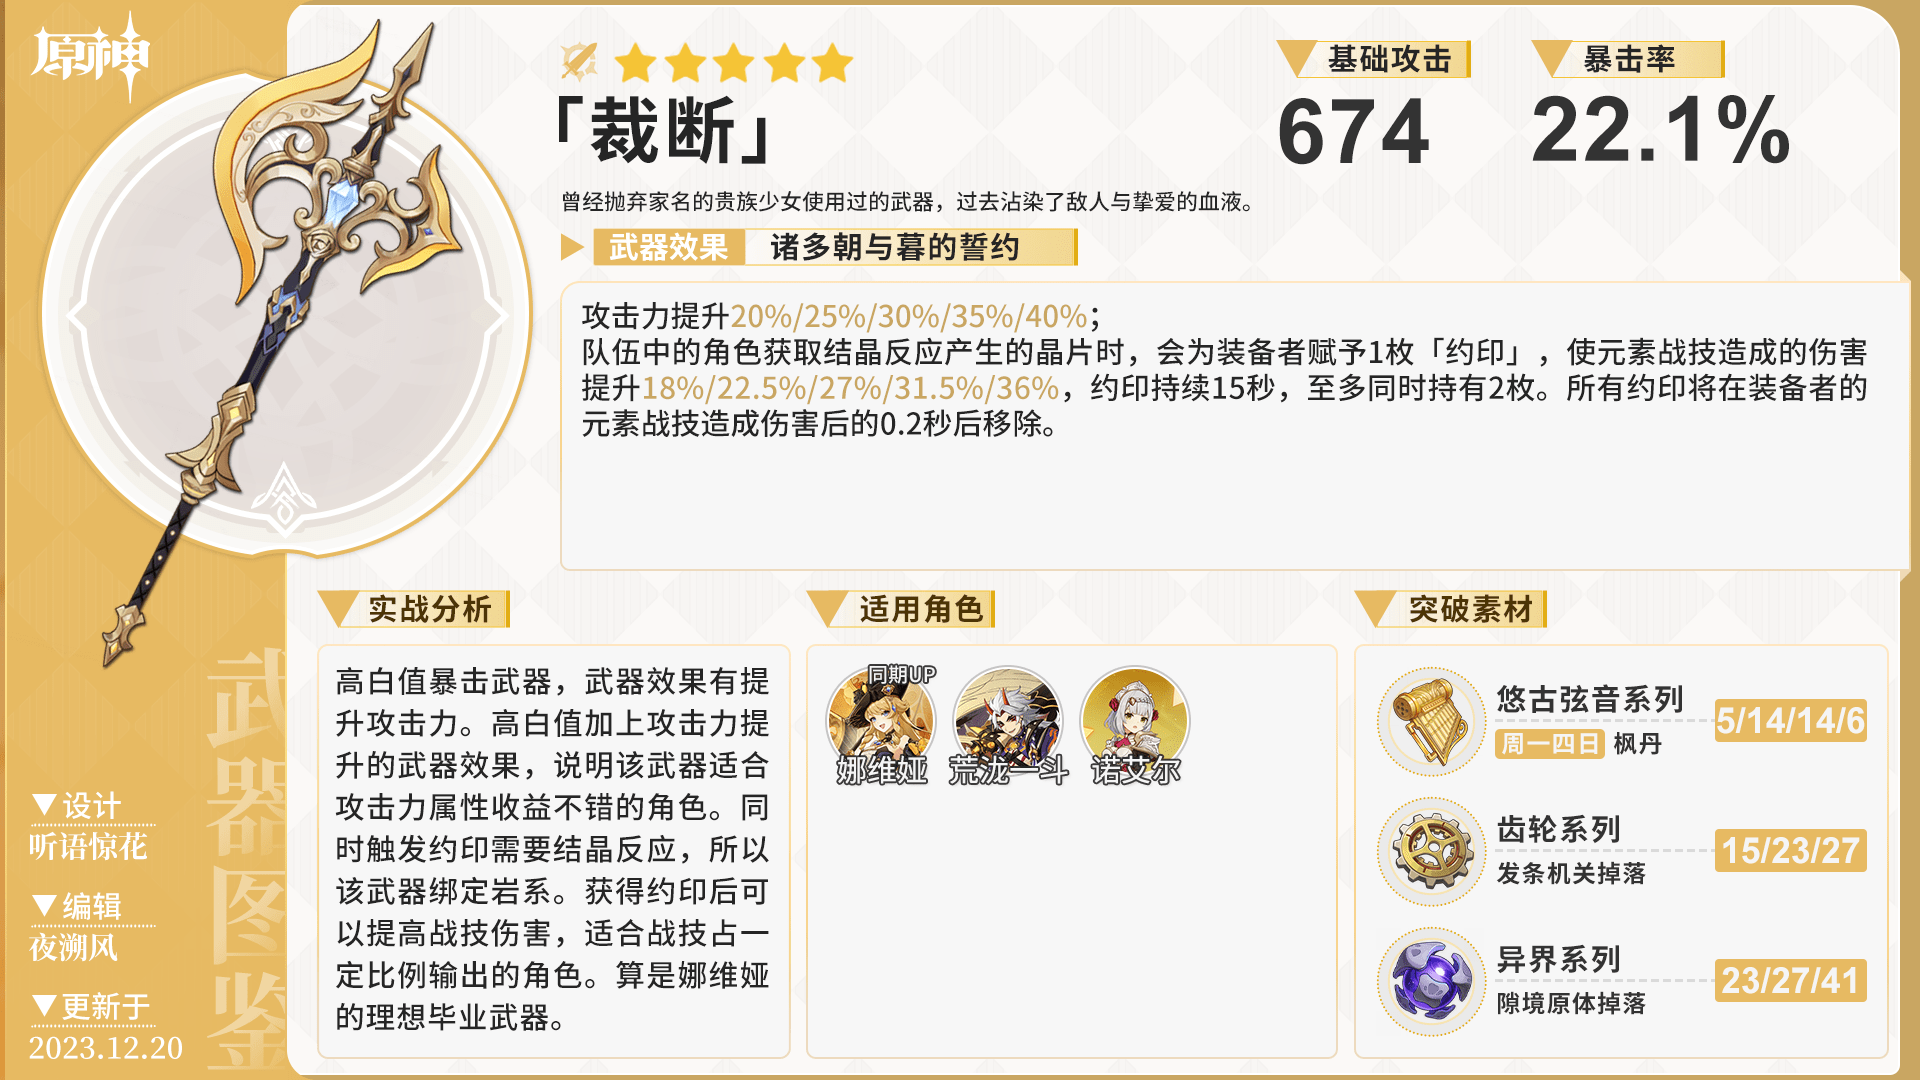 原神
「裁断」
基础攻击
674
暴击率
22.1%
曾经抛弃家名的贵族少女使用过的武器，过去沾染了敌人与挚爱的血液。
武器效果 诸多朝与暮的誓约
攻击力提升20%/25%/30%/35%/40%；
队伍中的角色获取结晶反应产生的晶片时，会为装备者赋予1枚「约印」，使元素战技造成的伤害
提升18%/22.5%/27%/31.5%/36%，约印持续15秒，至多同时持有2枚。所有约印将在装备者的
元素战技造成伤害后的0.2秒后移除。
实战分析
高白值暴击武器，武器效果有提
升攻击力。高白值加上攻击力提
升的武器效果，说明该武器适合
攻击力属性收益不错的角色。同
时触发约印需要结晶反应，所以
该武器绑定岩系。获得约印后可
以提高战技伤害，适合战技占一
定比例输出的角色。算是娜维娅
的理想毕业武器。
适用角色
同期UP
娜维娅
荒泷一斗
诺艾尔
突破素材
悠古弦音系列
周一四日 枫丹
5/14/14/6
齿轮系列
发条机关掉落
15/23/27
异界系列
隙境原体掉落
23/27/41
武器图鉴
▼设计
听语惊花
▼编辑
夜溯风
▼更新于
2023.12.20